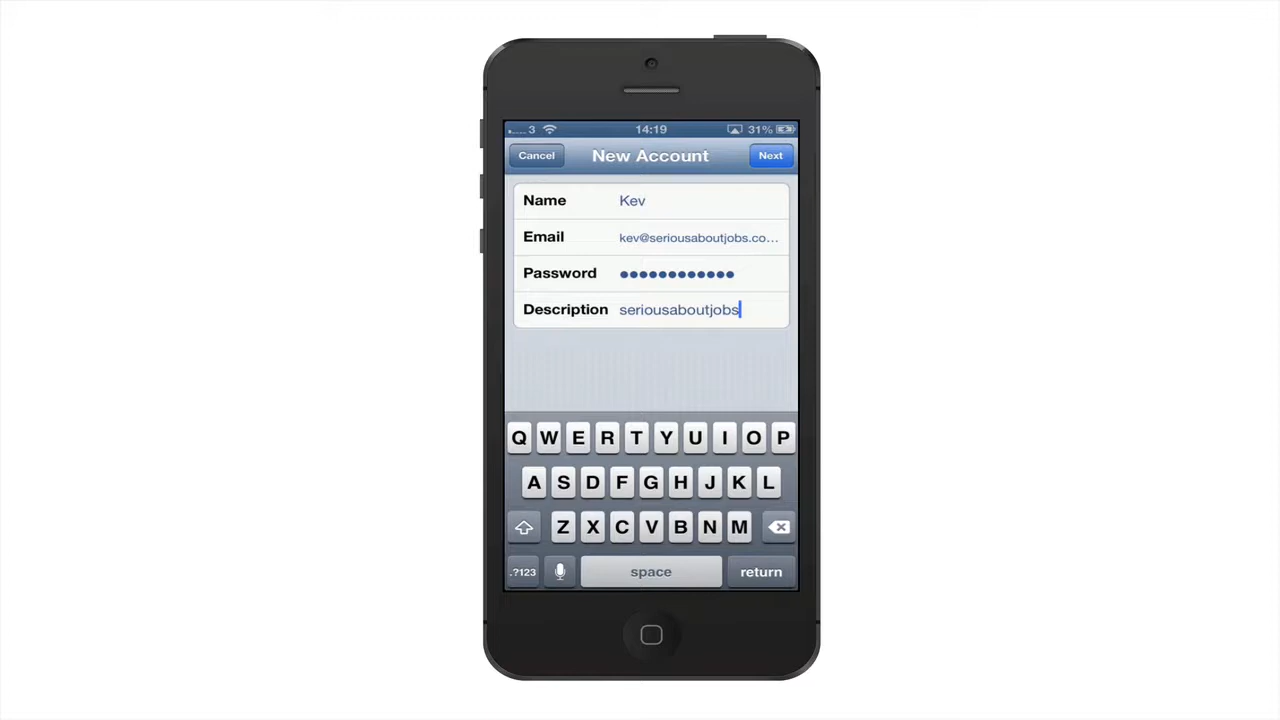 3 14:19 31%
Cancel New Account Next
Name Kev
Email kev@seriousaboutjobs.co...
Password ●●●●●●●●●●●●
Description seriousaboutjobs
Q W E R T Y U I O P
A S D F G H J K L
Z X C V B N M
.?123 space return